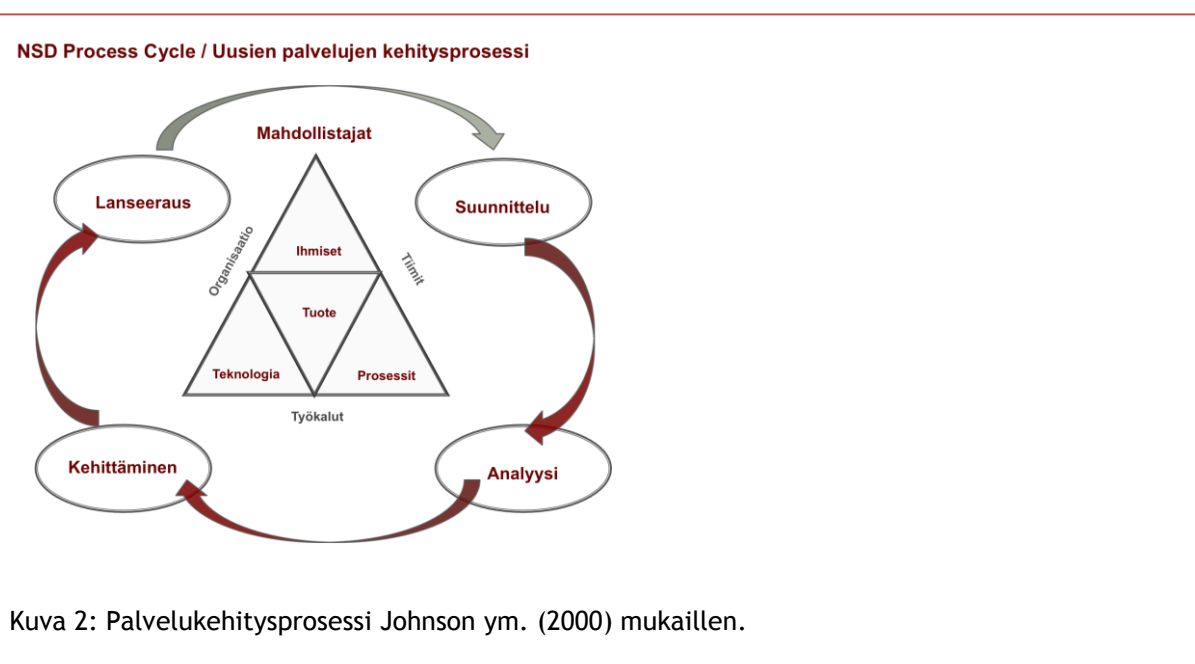 NSD Process Cycle / Uusien palvelujen kehitysprosessi
Mahdollistajat
Lanseeraus
Suunnittelu
Organisaatio
Ihmiset
Tiimit
Tuote
Teknologia
Prosessit
Työkalut
Kehittäminen
Analyysi
Kuva 2: Palvelukehitysprosessi Johnson ym. (2000) mukaillen.